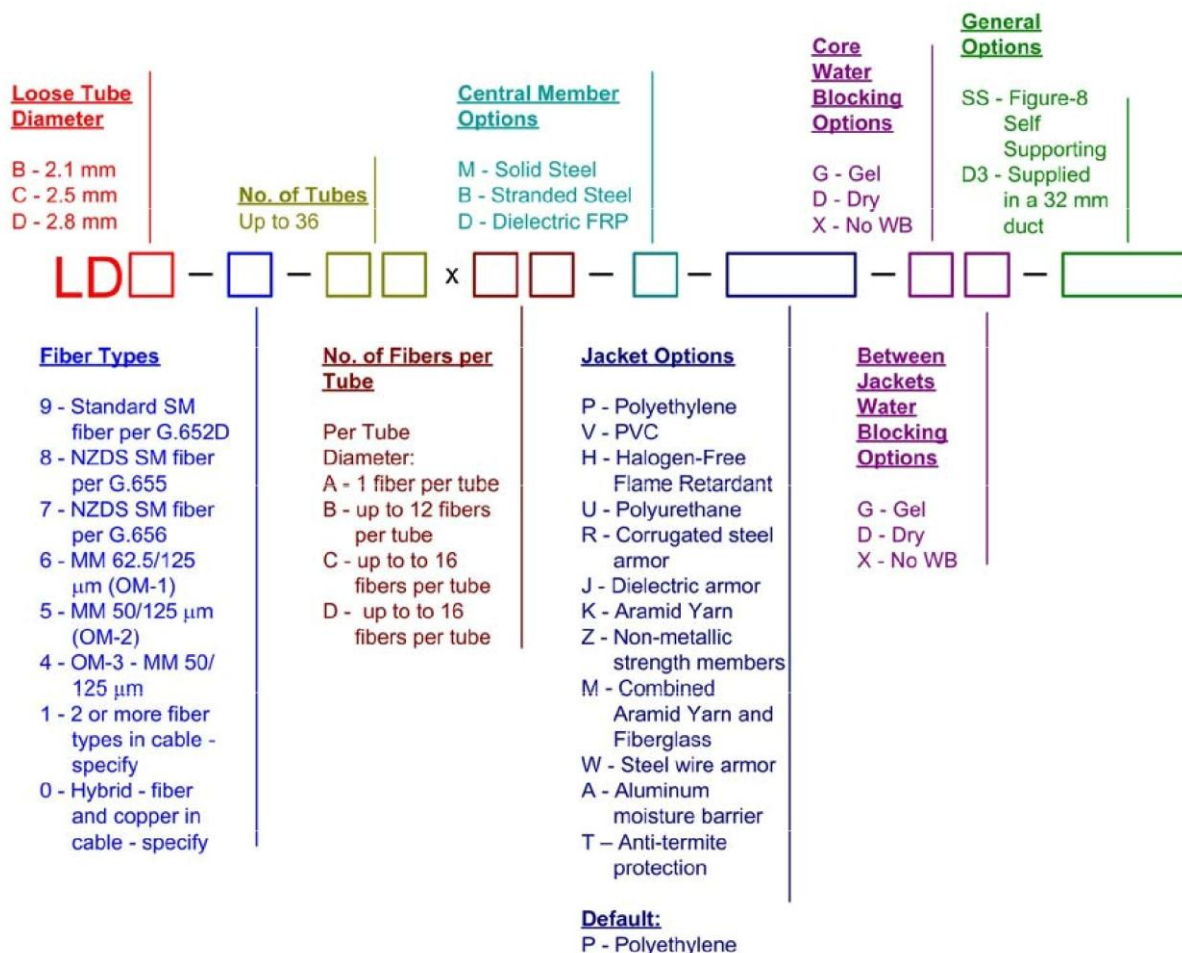 Loose Tube
Diameter
B - 2.1 mm
C - 2.5 mm
D - 2.8 mm
No. of Tubes
Up to 36
Central Member
Options
M - Solid Steel
B - Stranded Steel
D - Dielectric FRP
Core
Water
Blocking
Options
G - Gel
D - Dry
X - No WB
General
Options
SS - Figure-8
Self
Supporting
D3 - Supplied
in a 32 mm
duct
LD - - x - - - -
Fiber Types
9 - Standard SM
fiber per G.652D
8 - NZDS SM fiber
per G.655
7 - NZDS SM fiber
per G.656
6 - MM 62.5/125
μm (OM-1)
5 - MM 50/125 μm
(OM-2)
4 - OM-3 - MM 50/
125 μm
1 - 2 or more fiber
types in cable -
specify
0 - Hybrid - fiber
and copper in
cable - specify
No. of Fibers per
Tube
Per Tube
Diameter:
A - 1 fiber per tube
B - up to 12 fibers
per tube
C - up to to 16
fibers per tube
D - up to to 16
fibers per tube
Jacket Options
P - Polyethylene
V - PVC
H - Halogen-Free
Flame Retardant
U - Polyurethane
R - Corrugated steel
armor
J - Dielectric armor
K - Aramid Yarn
Z - Non-metallic
strength members
M - Combined
Aramid Yarn and
Fiberglass
W - Steel wire armor
A - Aluminum
moisture barrier
T – Anti-termite
protection
Default:
P - Polyethylene
Between
Jackets
Water
Blocking
Options
G - Gel
D - Dry
X - No WB